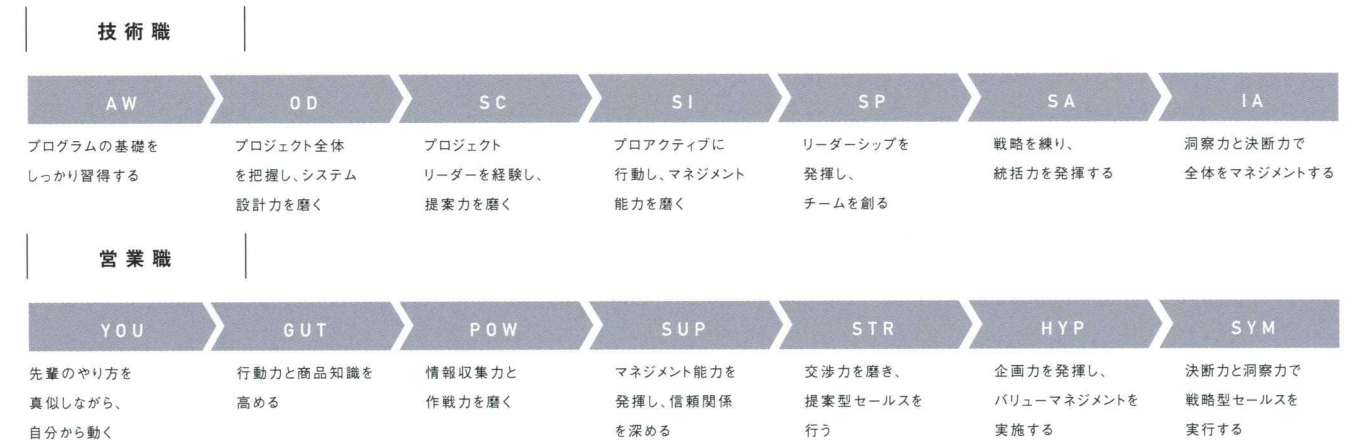 技術職
AW
OD
SC
SI
SP
SA
IA
プログラムの基礎を
しっかり習得する
プロジェクト全体
を把握し、システム
設計力を磨く
プロジェクト
リーダーを経験し、
提案力を磨く
プロアクティブに
行動し、マネジメント
能力を磨く
リーダーシップを
発揮し、
チームを創る
戦略を練り、
統括力を発揮する
洞察力と決断力で
全体をマネジメントする
営業職
YOU
GUT
POW
SUP
STR
HYP
SYM
先輩のやり方を
真似しながら、
自分から動く
行動力と商品知識を
高める
情報収集力と
作戦力を磨く
マネジメント能力を
発揮し、信頼関係
を深める
交渉力を磨き、
提案型セールスを
行う
企画力を発揮し、
バリューマネジメントを
実施する
決断力と洞察力で
戦略型セールスを
実行する